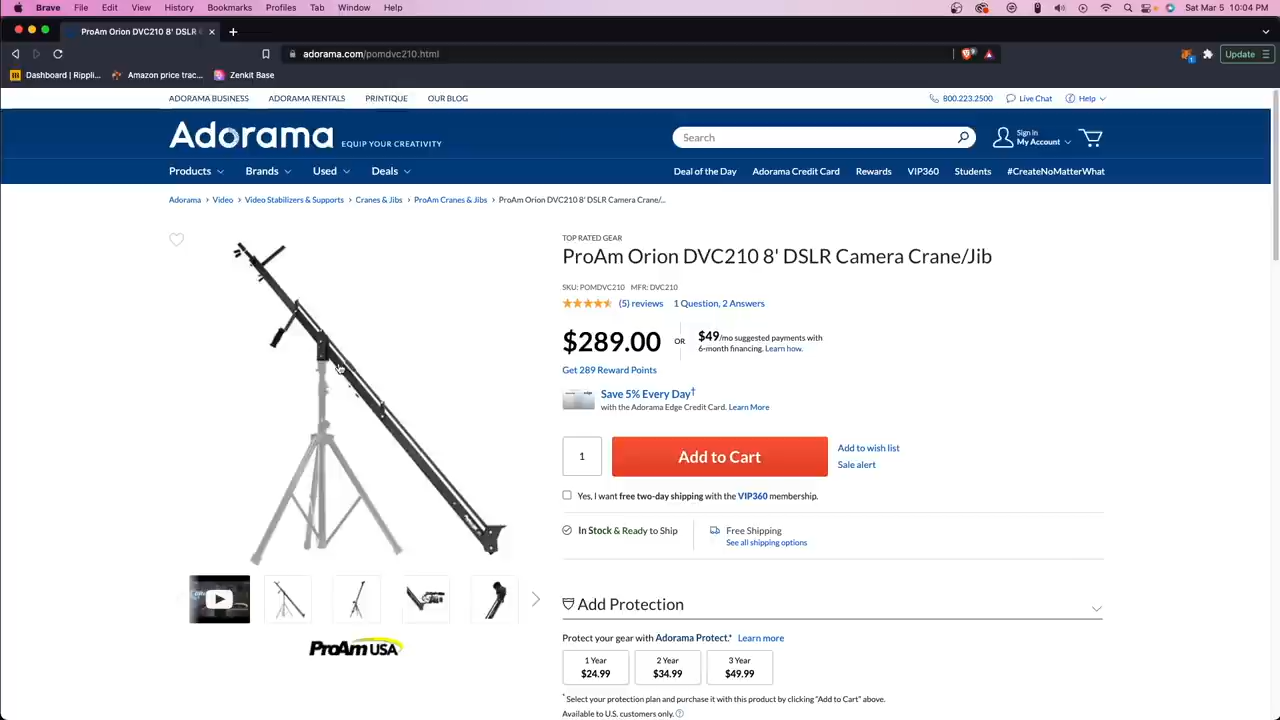 Brave File Edit View History Bookmarks Profiles Tab Window Help
Sat Mar 5 10:04 PM
ProAm Orion DVC210 8' DSLR C
adorama.com/pomdvc210.html
Update
Dashboard | Rippli...
Amazon price trac...
Zenkit Base
ADORAMA BUSINESS ADORAMA RENTALS PRINTIQUE OUR BLOG
800.223.2500 Live Chat Help
Adorama EQUIP YOUR CREATIVITY
Search
Sign in
My Account
Products Brands Used Deals
Deal of the Day Adorama Credit Card Rewards VIP360 Students #CreateNoMatterWhat
Adorama > Video > Video Stabilizers & Supports > Cranes & Jibs > ProAm Cranes & Jibs > ProAm Orion DVC210 8' DSLR Camera Crane/...
TOP RATED GEAR
ProAm Orion DVC210 8' DSLR Camera Crane/Jib
SKU: POMDVC210 MFR: DVC210
(5) reviews 1 Question, 2 Answers
$289.00 OR $49/mo suggested payments with
6-month financing. Learn how.
Get 289 Reward Points
Save 5% Every Day†
with the Adorama Edge Credit Card. Learn More
1
Add to Cart
Add to wish list
Sale alert
Yes, I want free two-day shipping with the VIP360 membership.
In Stock & Ready to Ship
Free Shipping
See all shipping options
ProAm USA
Add Protection
Protect your gear with Adorama Protect.* Learn more
1 Year
$24.99
2 Year
$34.99
3 Year
$49.99
* Select your protection plan and purchase it with this product by clicking "Add to Cart" above.
Available to U.S. customers only.